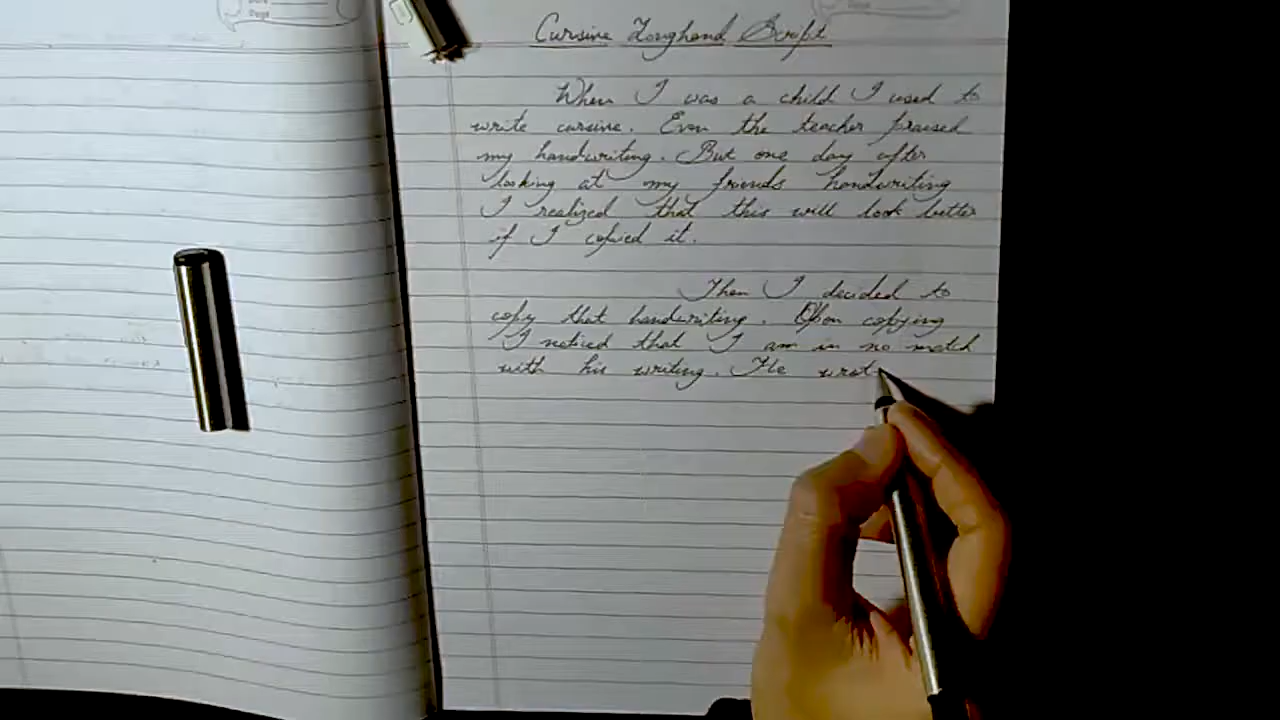 Cursive Longhand Script
When I was a child I used to
write cursive. Even the teacher praised
my handwriting. But one day after
looking at my friends handwriting
I realized that this will look better
if I copied it.
Then I decided to
copy that handwriting. Upon copying
I noticed that I am in no match
with his writing. He wrot